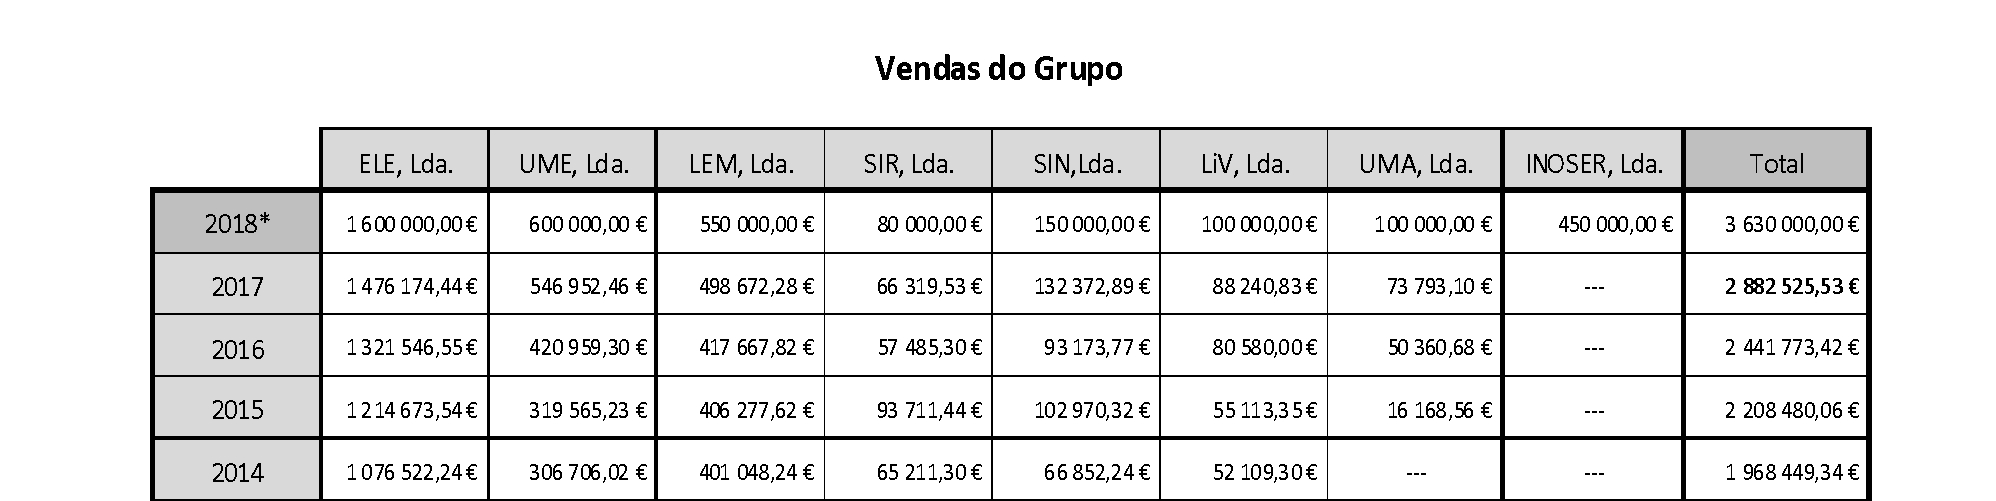 Vendas do Grupo
ELE, Lda. UME, Lda. LEM, Lda. SIR, Lda. SIN,Lda. LiV, Lda. UMA, Lda. INOSER, Lda. Total
2018* 1 600 000,00 € 600 000,00 € 550 000,00 € 80 000,00 € 150 000,00 € 100 000,00 € 100 000,00 € 450 000,00 € 3 630 000,00 €
2017 1 476 174,44 € 546 952,46 € 498 672,28 € 66 319,53 € 132 372,89 € 88 240,83 € 73 793,10 € --- 2 882 525,53 €
2016 1 321 546,55 € 420 959,30 € 417 667,82 € 57 485,30 € 93 173,77 € 80 580,00 € 50 360,68 € --- 2 441 773,42 €
2015 1 214 673,54 € 319 565,23 € 406 277,62 € 93 711,44 € 102 970,32 € 55 113,35 € 16 168,56 € --- 2 208 480,06 €
2014 1 076 522,24 € 306 706,02 € 401 048,24 € 65 211,30 € 66 852,24 € 52 109,30 € --- --- 1 968 449,34 €